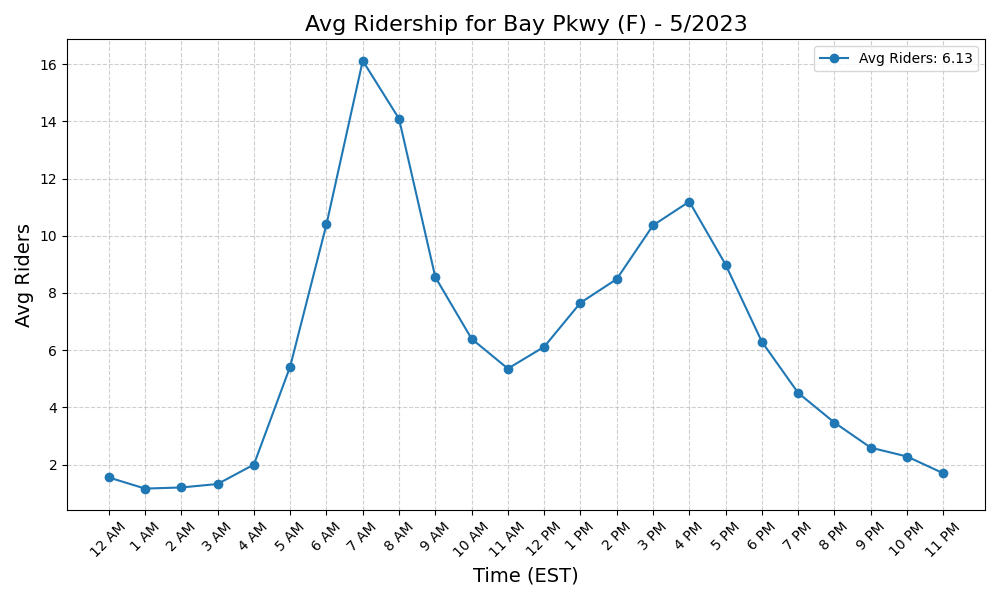 Avg Ridership for Bay Pkwy (F) - 5/2023
Avg Riders: 6.13
Avg Riders
16
14
12
10
8
6
4
2
12 AM
1 AM
2 AM
3 AM
4 AM
5 AM
6 AM
7 AM
8 AM
9 AM
10 AM
11 AM
12 PM
1 PM
2 PM
3 PM
4 PM
5 PM
6 PM
7 PM
8 PM
9 PM
10 PM
11 PM
Time (EST)